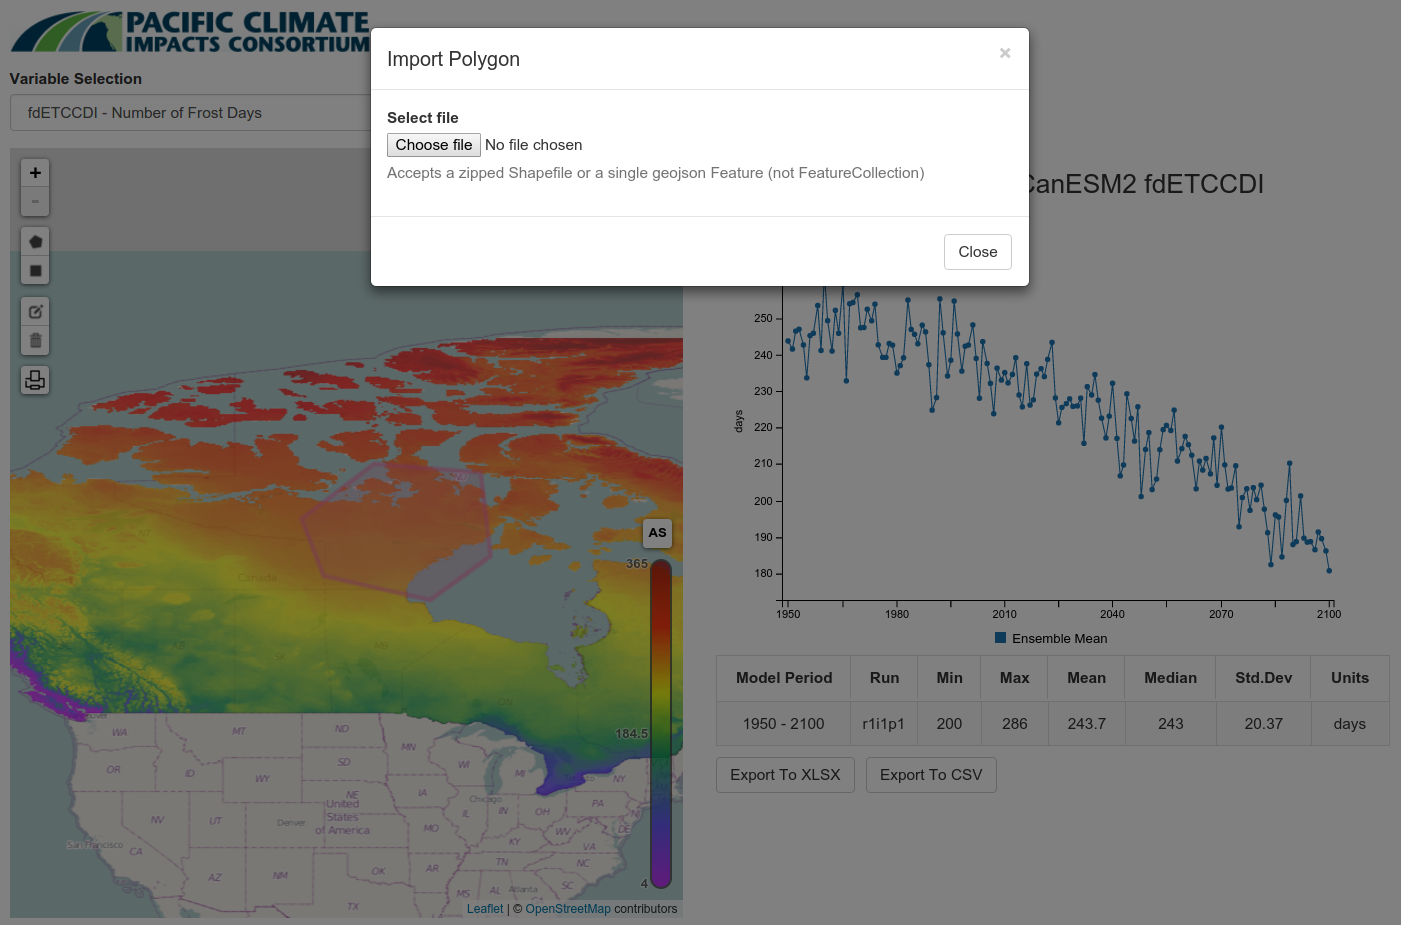 PACIFIC CLIMATE
IMPACTS CONSORTIUM
Variable Selection
fdETCCDI - Number of Frost Days
Import Polygon
×
Select file
Choose file No file chosen
Accepts a zipped Shapefile or a single geojson Feature (not FeatureCollection)
Close
CanESM2 fdETCCDI
+
-
AS
365
184.5
4
NT
Canada
SK
MB
WA
MT
ND
MN
OR
ID
WY
SD
WI
MI
NY
NE
IA
Chicago
PA
NJ
NV
UT
Denver
United
States
of America
IL
IN
OH
DE
MO
WV
KY
VA
San Francisco
CA
AZ
NM
OK
AR
TN
NC
MS
AL
Atlanta
SC
TX
Leaflet | © OpenStreetMap contributors
days
250
240
230
220
210
200
190
180
1950 1980 2010 2040 2070 2100
Ensemble Mean
Model Period Run Min Max Mean Median Std.Dev Units
1950 - 2100 r1i1p1 200 286 243.7 243 20.37 days
Export To XLSX Export To CSV